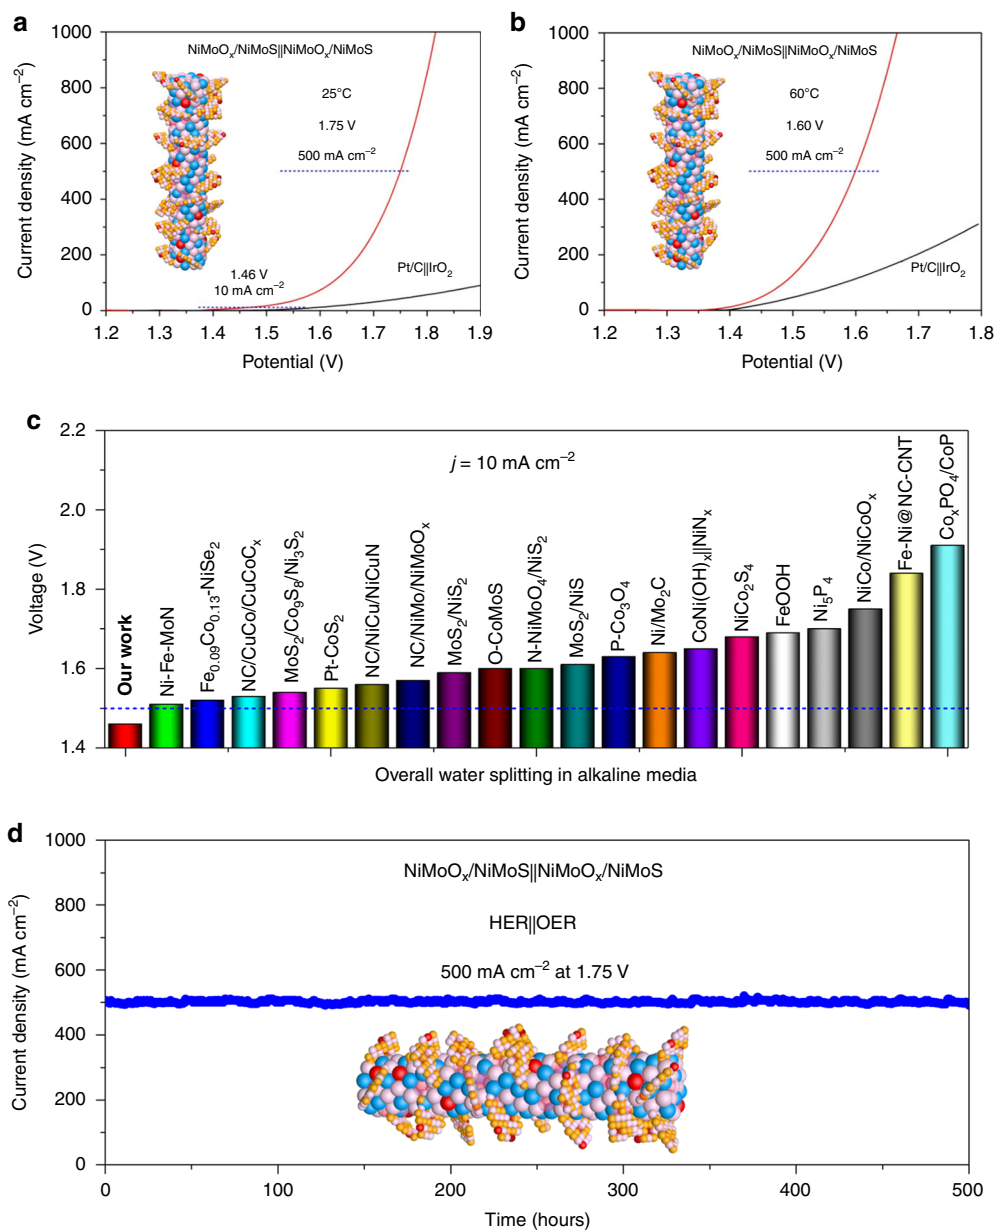 a
1000
800
600
400
200
0
Current density (mA cm⁻²)
NiMoOₓ/NiMoS||NiMoOₓ/NiMoS
25°C
1.75 V
500 mA cm⁻²
1.46 V
10 mA cm⁻²
Pt/C||IrO₂
1.2 1.3 1.4 1.5 1.6 1.7 1.8 1.9
Potential (V)
b
1000
800
600
400
200
0
Current density (mA cm⁻²)
NiMoOₓ/NiMoS||NiMoOₓ/NiMoS
60°C
1.60 V
500 mA cm⁻²
Pt/C||IrO₂
1.2 1.3 1.4 1.5 1.6 1.7 1.8
Potential (V)
c
2.2
2.0
1.8
1.6
1.4
Voltage (V)
j = 10 mA cm⁻²
Our work
Ni-Fe-MoN
Fe₀.₀₉Co₀.₁₃-NiSe₂
NC/CuCo/CuCoCₓ
MoS₂/Co₉S₈/Ni₃S₂
Pt-CoS₂
NC/NiCu/NiCuN
NC/NiMo/NiMoOₓ
MoS₂/NiS₂
O-CoMoS
N-NiMoO₄/NiS₂
MoS₂/NiS
P-Co₃O₄
Ni/Mo₂C
CoNi(OH)ₓ||NiNₓ
NiCo₂S₄
FeOOH
Ni₅P₄
NiCo/NiCoOₓ
Fe-Ni@NC-CNT
CoₓPO₄/CoP
Overall water splitting in alkaline media
d
1000
800
600
400
200
0
Current density (mA cm⁻²)
NiMoOₓ/NiMoS||NiMoOₓ/NiMoS
HER||OER
500 mA cm⁻² at 1.75 V
0 100 200 300 400 500
Time (hours)